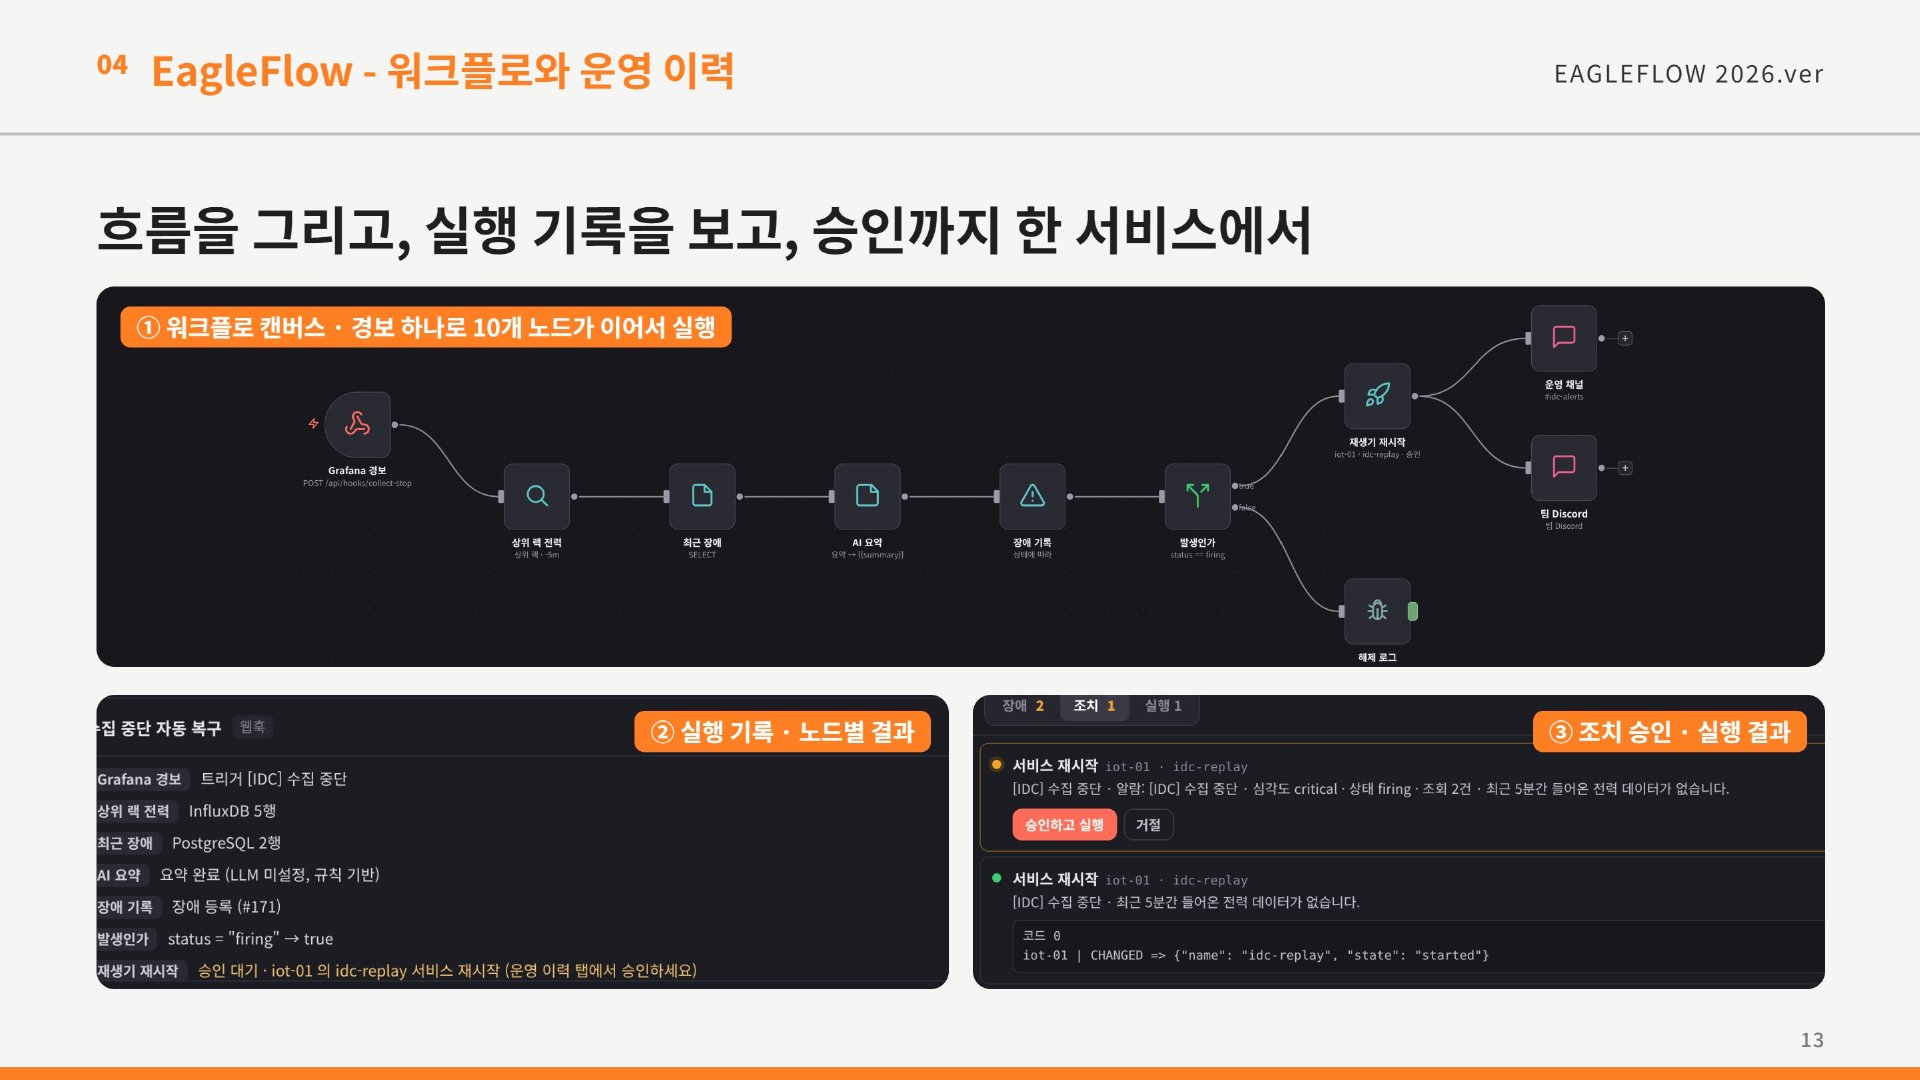 04 EagleFlow - 워크플로와 운영 이력
EAGLEFLOW 2026.ver
흐름을 그리고, 실행 기록을 보고, 승인까지 한 서비스에서
① 워크플로 캔버스 · 경보 하나로 10개 노드가 이어서 실행
Grafana 경보
POST /api/hooks/collect-stop
상위 랙 전력
상위 랙 · -5m
최근 장애
SELECT
AI 요약
요약 → {{summary}}
장애 기록
상태에 따라
발생인가
status == firing
true
false
재생기 재시작
iot-01 · idc-replay · 승인
운영 채널
#idc-alerts
팀 Discord
팀 Discord
해제 로그
② 실행 기록 · 노드별 결과
집 중단 자동 복구 웹훅
Grafana 경보 트리거 [IDC] 수집 중단
상위 랙 전력 InfluxDB 5행
최근 장애 PostgreSQL 2행
AI 요약 요약 완료 (LLM 미설정, 규칙 기반)
장애 기록 장애 등록 (#171)
발생인가 status = "firing" → true
재생기 재시작 승인 대기 · iot-01 의 idc-replay 서비스 재시작 (운영 이력 탭에서 승인하세요)
장애 2 조치 1 실행 1
③ 조치 승인 · 실행 결과
서비스 재시작 iot-01 · idc-replay
[IDC] 수집 중단 · 알람: [IDC] 수집 중단 · 심각도 critical · 상태 firing · 조회 2건 · 최근 5분간 들어온 전력 데이터가 없습니다.
승인하고 실행 거절
서비스 재시작 iot-01 · idc-replay
[IDC] 수집 중단 · 최근 5분간 들어온 전력 데이터가 없습니다.
코드 0
iot-01 | CHANGED => {"name": "idc-replay", "state": "started"}
13